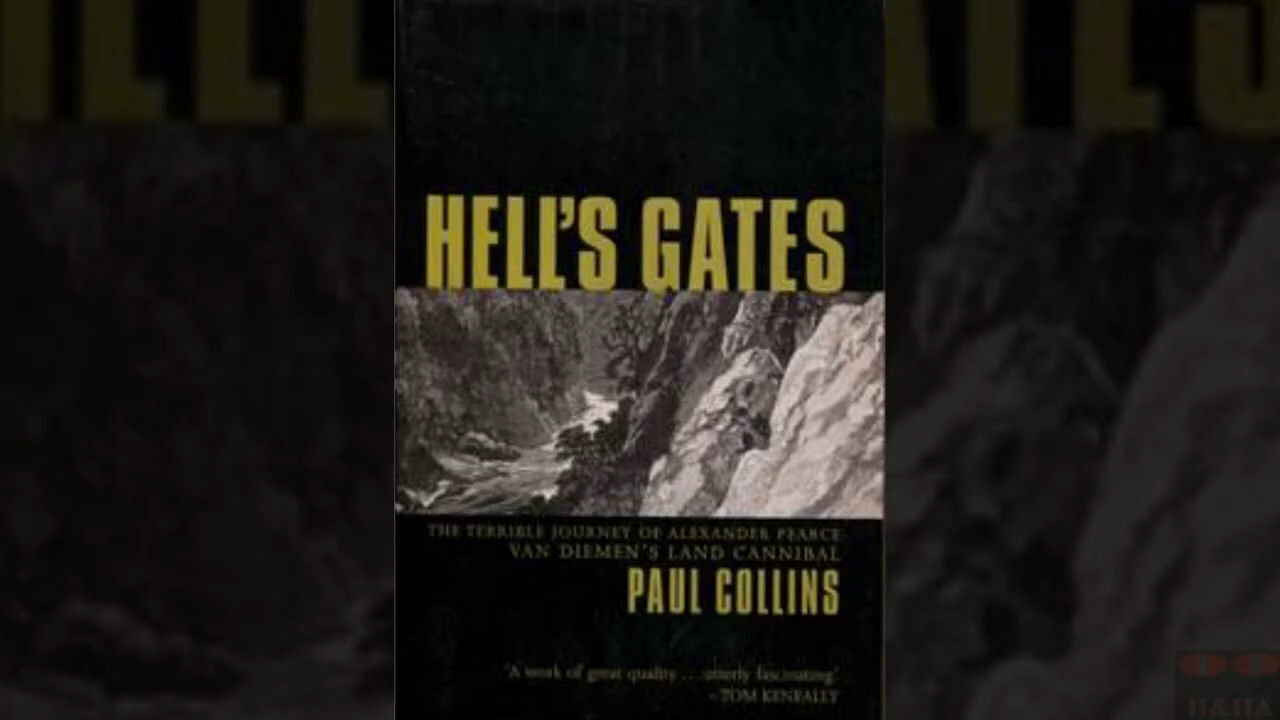 HELL'S GATES
THE TERRIBLE JOURNEY OF ALEXANDER PEARCE
VAN DIEMEN'S LAND CANNIBAL
PAUL COLLINS
'A work of great quality ... utterly fascinating.'
- TOM KENEALLY
H&HA